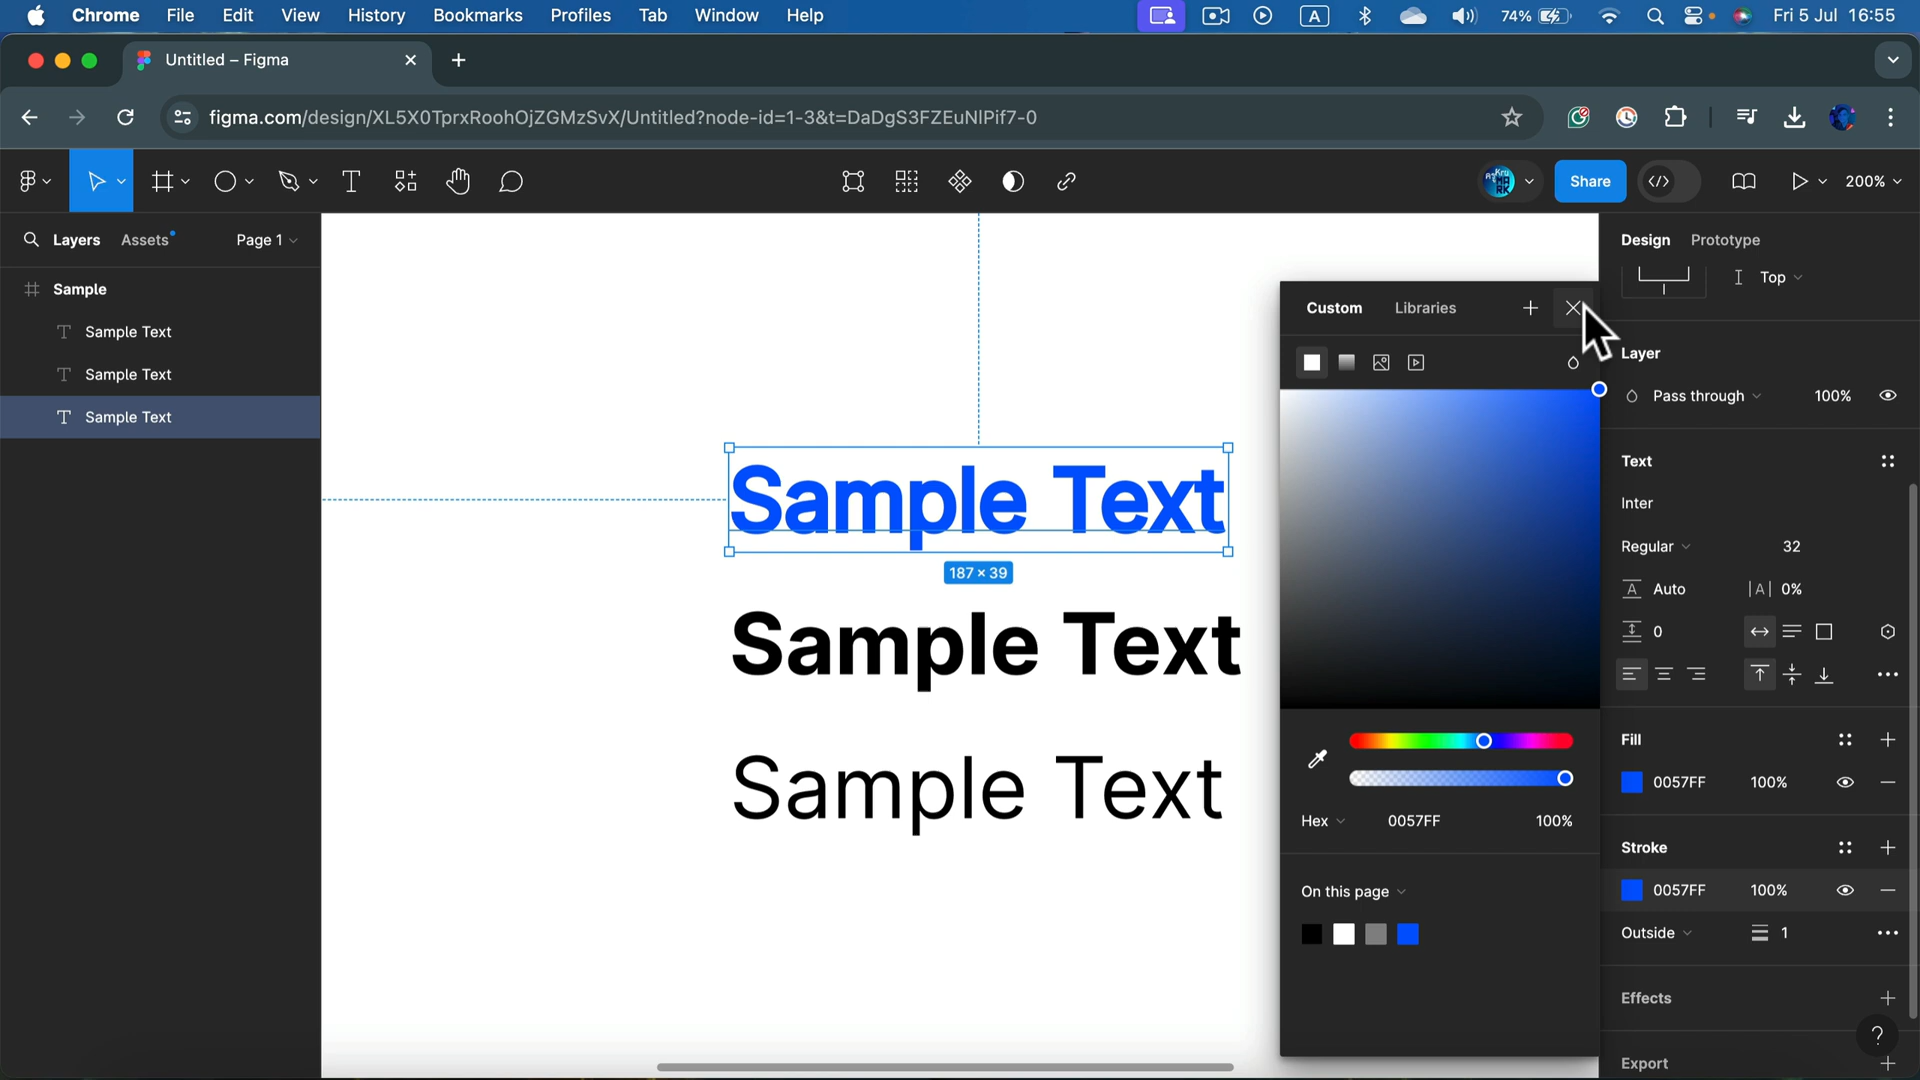 Chrome File Edit View History Bookmarks Profiles Tab Window Help A 74% Fri 5 Jul 16:55
Untitled – Figma
figma.com/design/XL5X0TprxRoohOjZGMzSvX/Untitled?node-id=1-3&t=DaDgS3FZEuNlPif7-0
Share 200%
Layers Assets Page 1
Sample
Sample Text
Sample Text
Sample Text
Sample Text
187 × 39
Sample Text
Sample Text
Custom Libraries
Hex 0057FF 100%
On this page
Design Prototype
Top
Layer
Pass through 100%
Text
Inter
Regular 32
A Auto |A| 0%
0
Fill
0057FF 100%
Stroke
0057FF 100%
Outside 1
Effects
?
Export